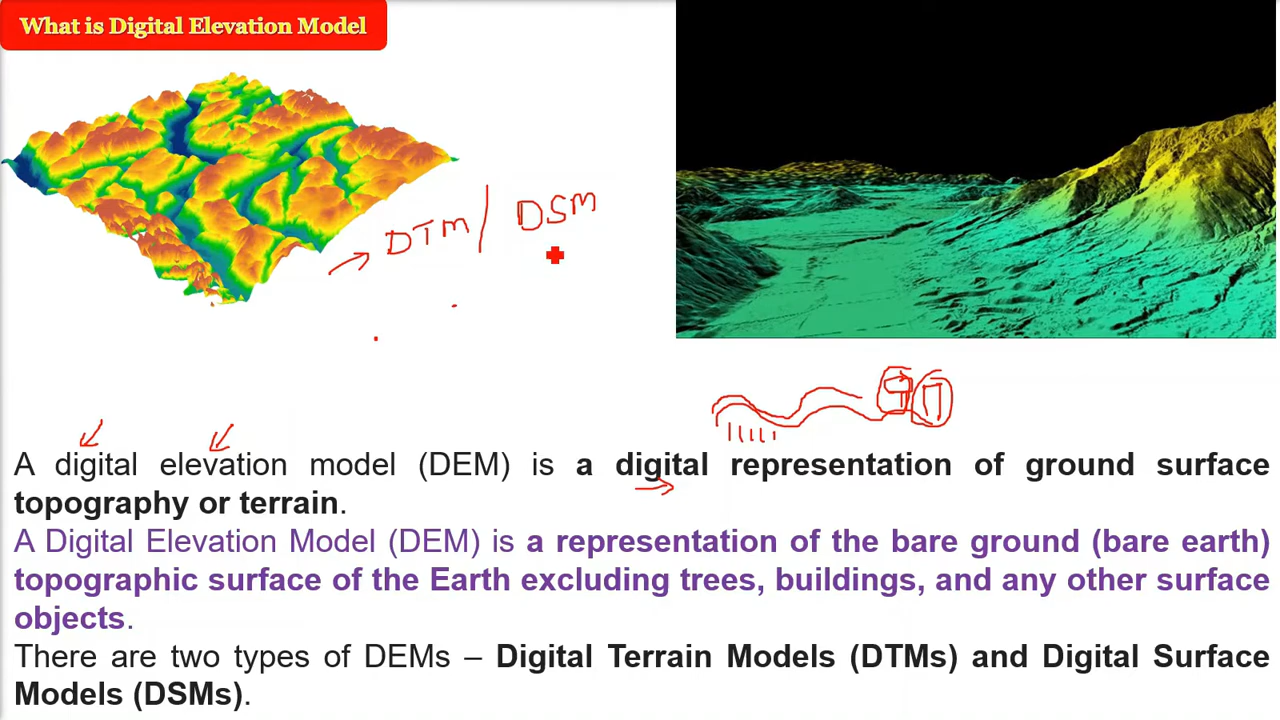 What is Digital Elevation Model
DTM / DSM
A digital elevation model (DEM) is a digital representation of ground surface
topography or terrain.
A Digital Elevation Model (DEM) is a representation of the bare ground (bare earth)
topographic surface of the Earth excluding trees, buildings, and any other surface
objects.
There are two types of DEMs – Digital Terrain Models (DTMs) and Digital Surface
Models (DSMs).